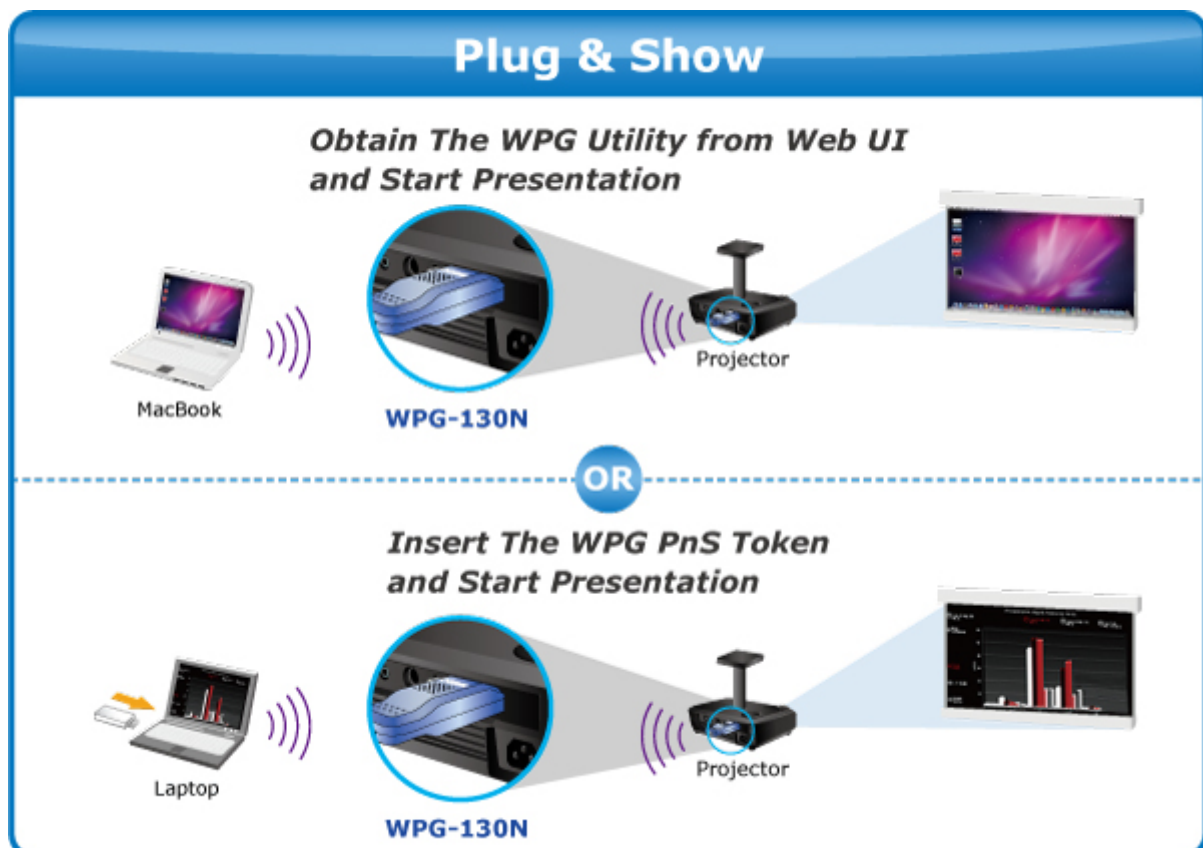 Plug & Show
Obtain The WPG Utility from Web UI
and Start Presentation
MacBook
WPG-130N
Projector
OR
Insert The WPG PnS Token
and Start Presentation
Laptop
WPG-130N
Projector